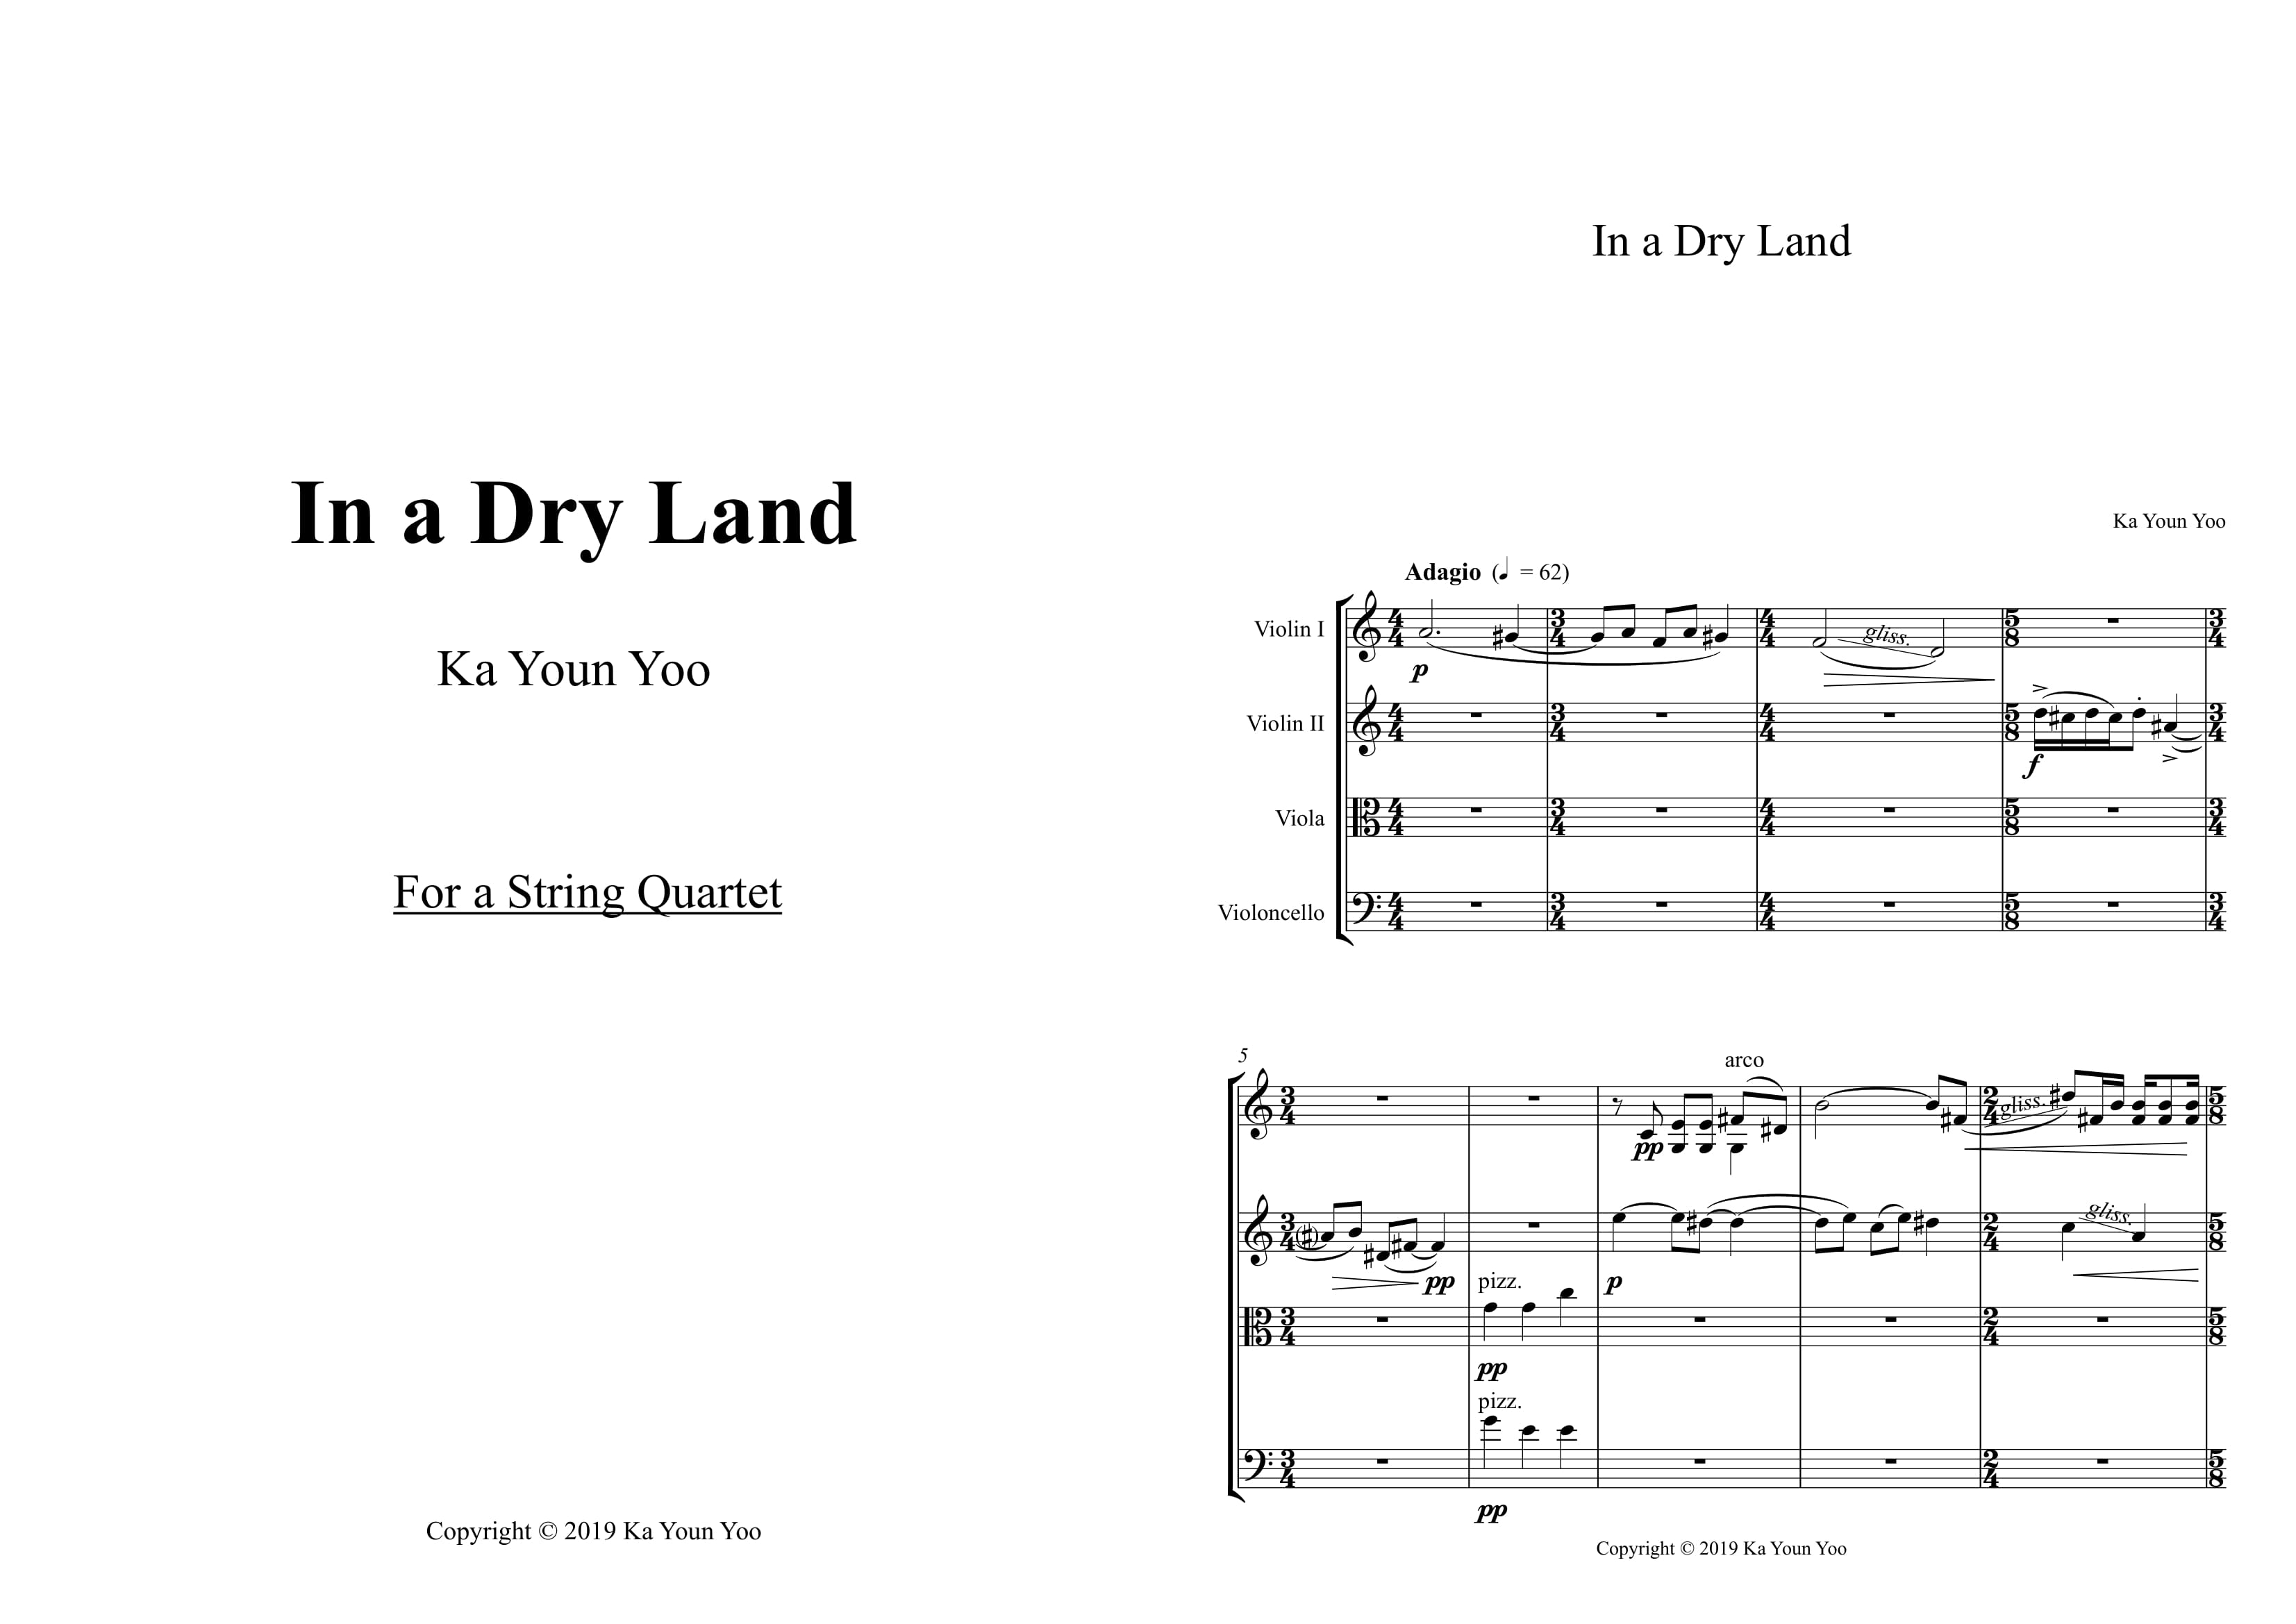 In a Dry Land
Ka Youn Yoo
For a String Quartet
Copyright © 2019 Ka Youn Yoo
In a Dry Land
Ka Youn Yoo
Adagio (♩ = 62)
Violin I
gliss.
p
Violin II
f
Viola
Violoncello
5
arco
gliss.
pp
gliss.
pp
p
pizz.
pp
pizz.
pp
Copyright © 2019 Ka Youn Yoo